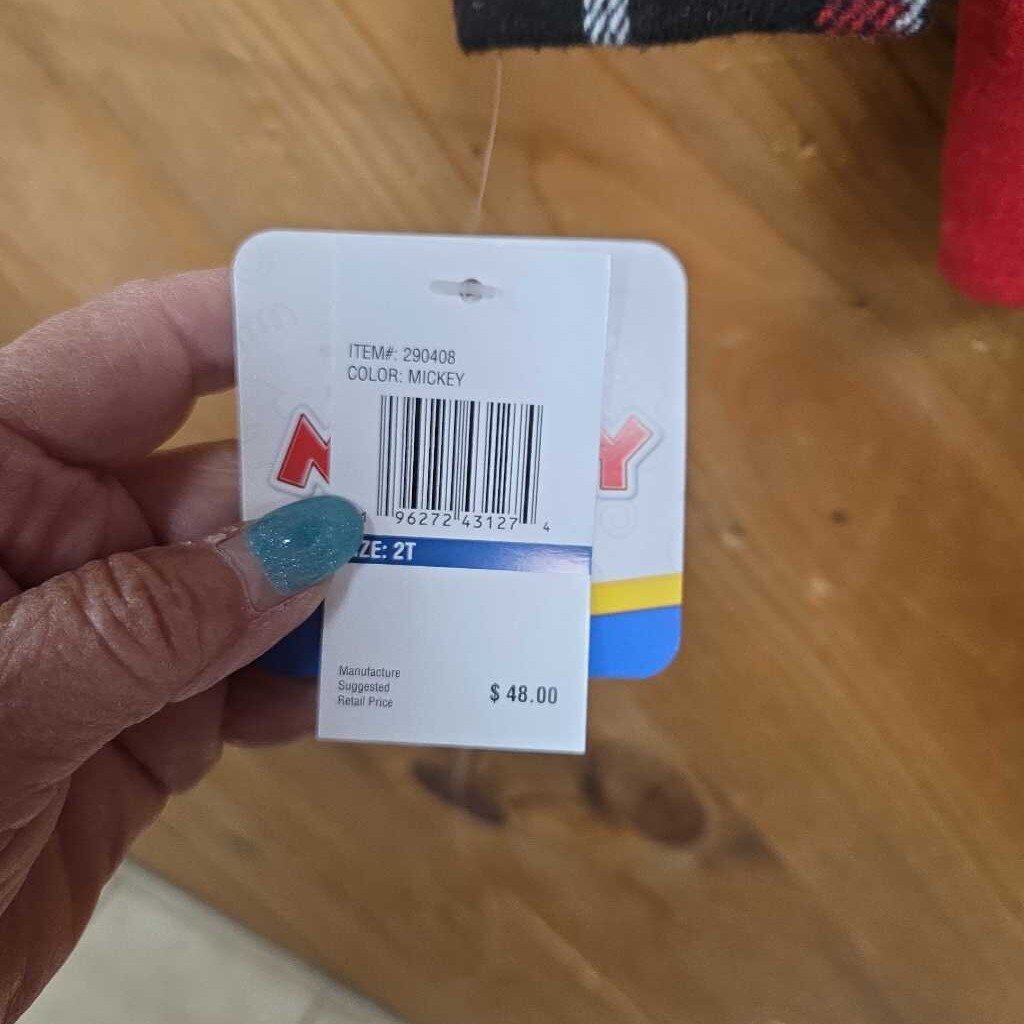 ITEM#: 290408
COLOR: MICKEY
96272 43127 4
ZE: 2T
Manufacture
Suggested
Retail Price
$ 48.00